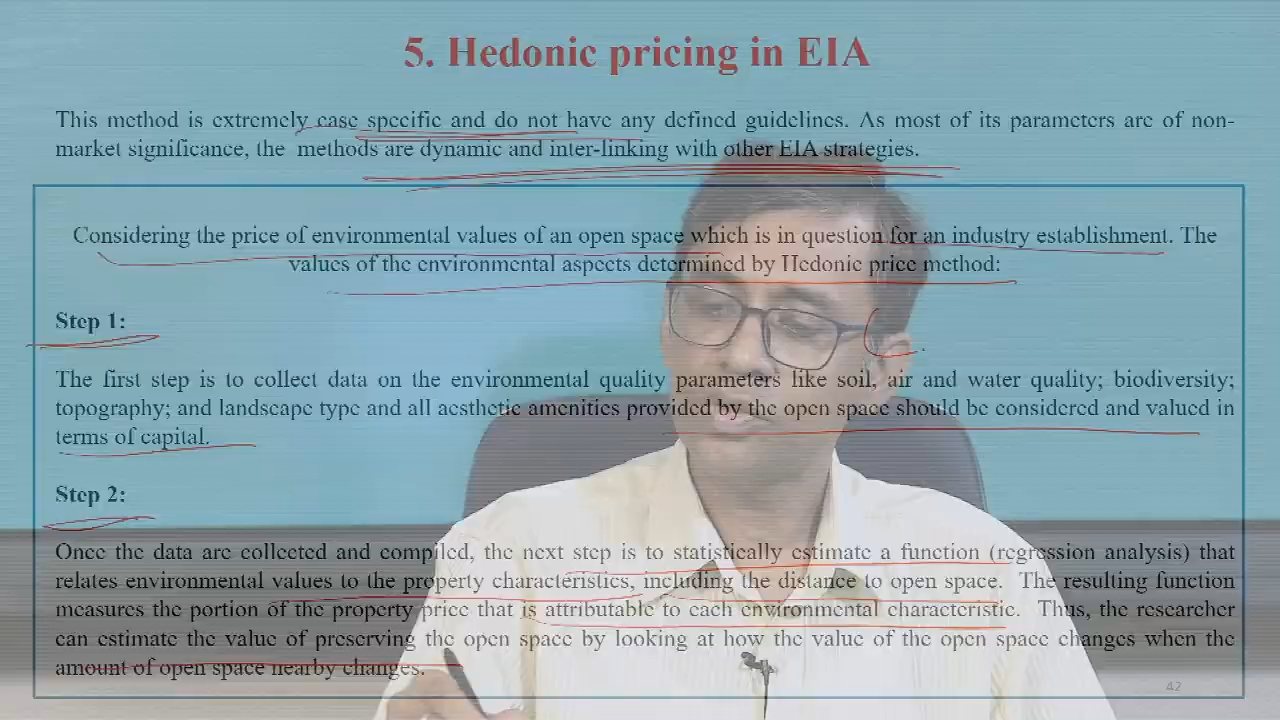 5. Hedonic pricing in EIA
This method is extremely case specific and do not have any defined guidelines. As most of its parameters are of non-
market significance, the methods are dynamic and inter-linking with other EIA strategies.
Considering the price of environmental values of an open space which is in question for an industry establishment. The
values of the environmental aspects determined by Hedonic price method:
Step 1:
The first step is to collect data on the environmental quality parameters like soil, air and water quality; biodiversity;
topography; and landscape type and all aesthetic amenities provided by the open space should be considered and valued in
terms of capital.
Step 2:
Once the data are collected and compiled, the next step is to statistically estimate a function (regression analysis) that
relates environmental values to the property characteristics, including the distance to open space. The resulting function
measures the portion of the property price that is attributable to each environmental characteristic. Thus, the researcher
can estimate the value of preserving the open space by looking at how the value of the open space changes when the
amount of open space nearby changes.
42